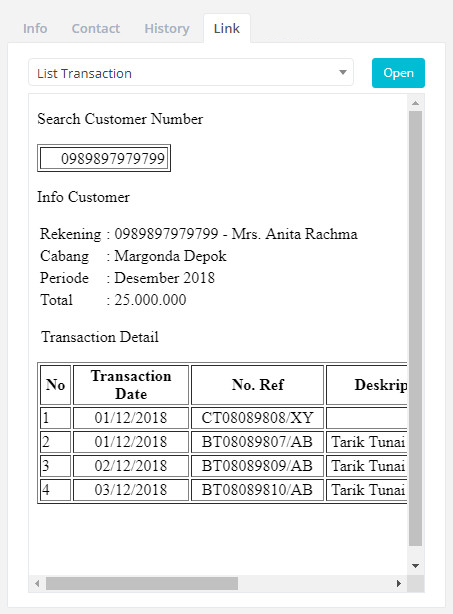 Info Contact History Link
List Transaction Open
Search Customer Number
0989897979799
Info Customer
Rekening : 0989897979799 - Mrs. Anita Rachma
Cabang : Margonda Depok
Periode : Desember 2018
Total : 25.000.000
Transaction Detail
No Transaction Date No. Ref Deskrip
1 01/12/2018 CT08089808/XY
2 01/12/2018 BT08089807/AB Tarik Tunai
3 02/12/2018 BT08089809/AB Tarik Tunai
4 03/12/2018 BT08089810/AB Tarik Tunai